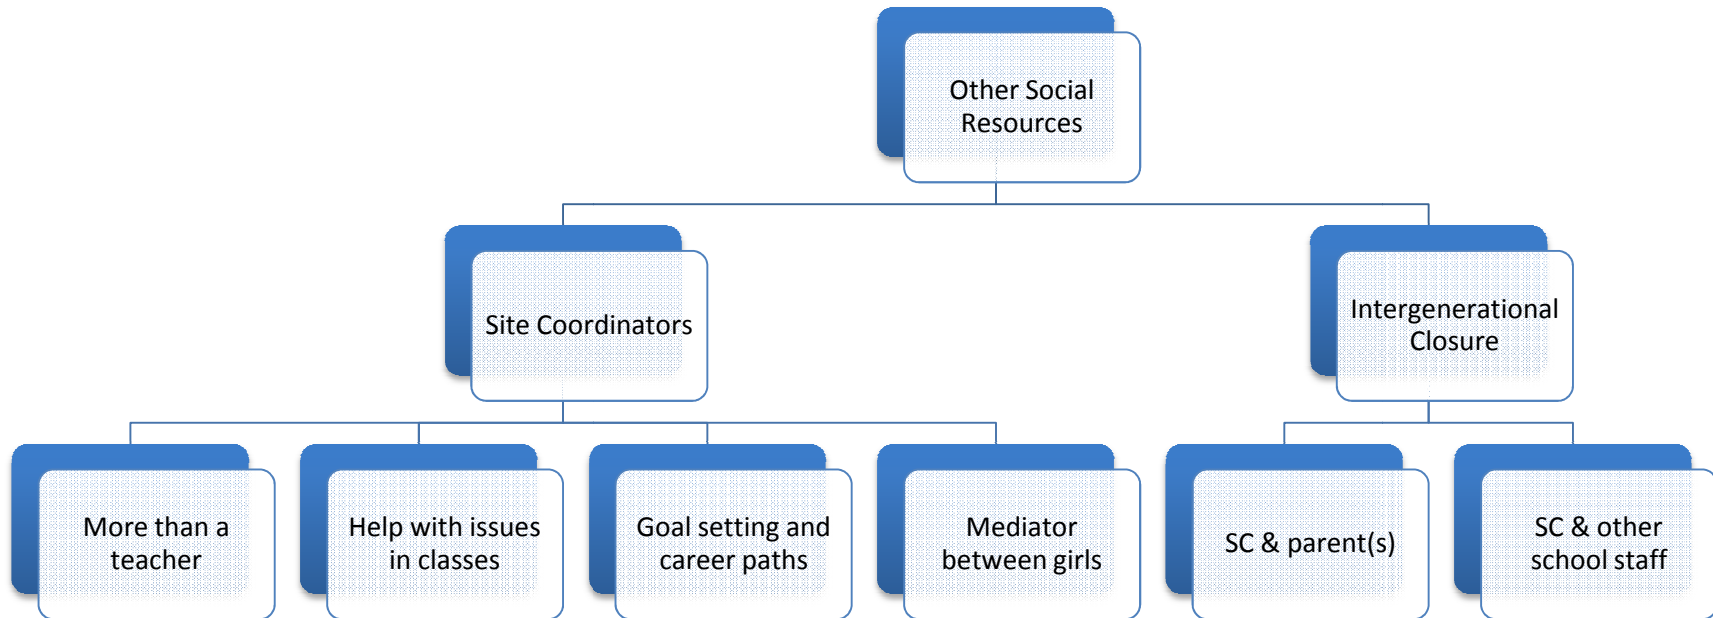 Other Social
Resources
Site Coordinators
Intergenerational
Closure
More than a
teacher
Help with issues
in classes
Goal setting and
career paths
Mediator
between girls
SC & parent(s)
SC & other
school staff